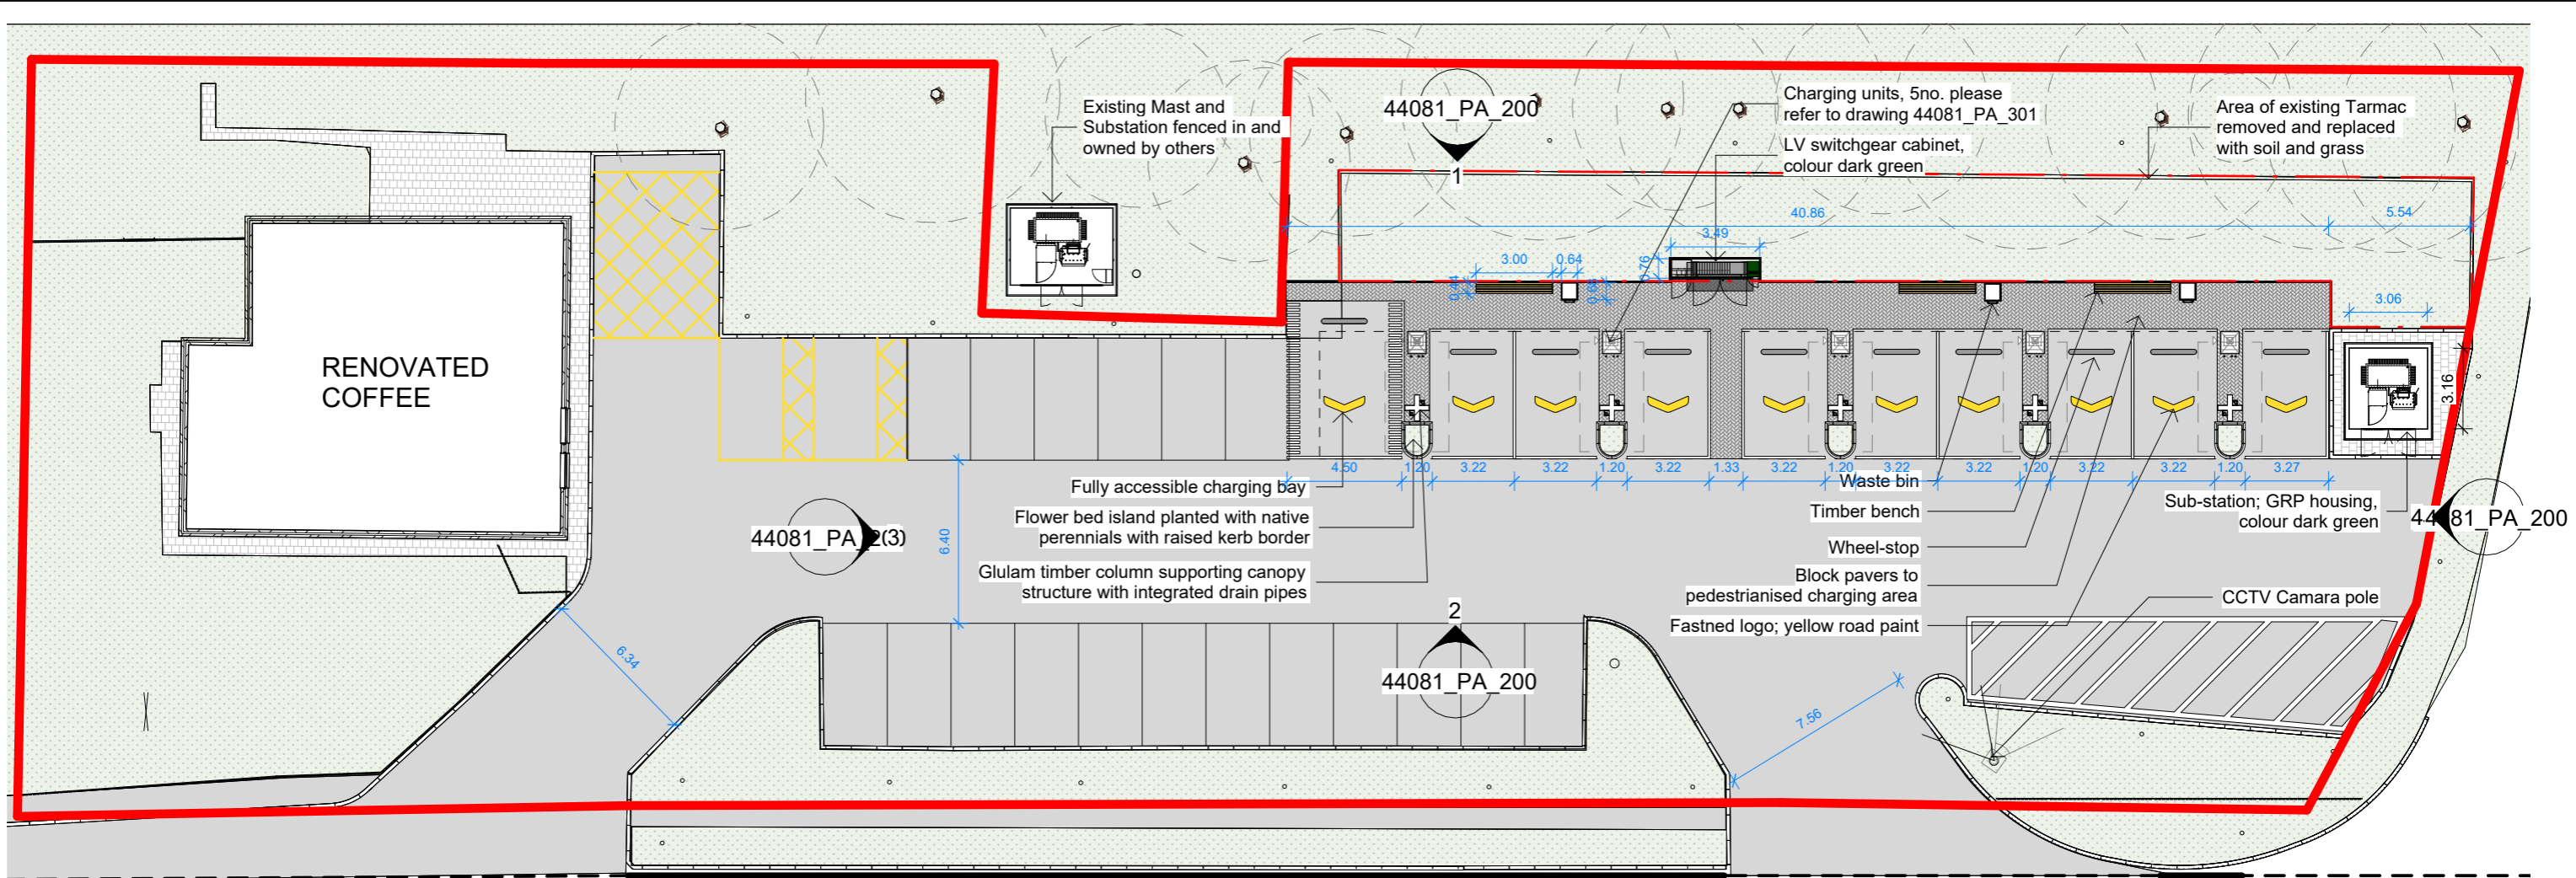 Existing Mast and
Substation fenced in and
owned by others
44081_PA_200
1
Charging units, 5no. please
refer to drawing 44081_PA_301
LV switchgear cabinet,
colour dark green
Area of existing Tarmac
removed and replaced
with soil and grass
40.86
5.54
3.49
3.00
0.64
0.76
0.44
3.06
RENOVATED
COFFEE
3.16
4.50
1.20
3.22
3.22
1.20
3.22
1.33
3.22
1.20
3.22
3.22
1.20
3.22
3.22
1.20
3.27
Fully accessible charging bay
Flower bed island planted with native
perennials with raised kerb border
Glulam timber column supporting canopy
structure with integrated drain pipes
Waste bin
Timber bench
Wheel-stop
Block pavers to
pedestrianised charging area
Fastned logo; yellow road paint
Sub-station; GRP housing,
colour dark green
CCTV Camara pole
6.40
6.34
2
44081_PA_200
7.56